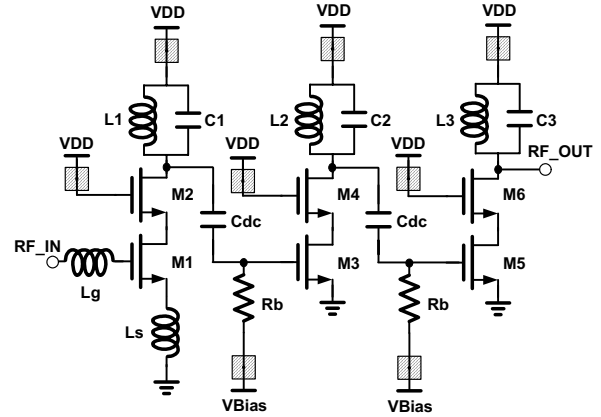 VDD VDD VDD
L1 C1 L2 C2 L3 C3
VDD VDD VDD
RF_OUT
M2 M4 M6
Cdc Cdc
RF_IN
M1 M3 M5
Lg
Rb Rb
Ls
VBias VBias